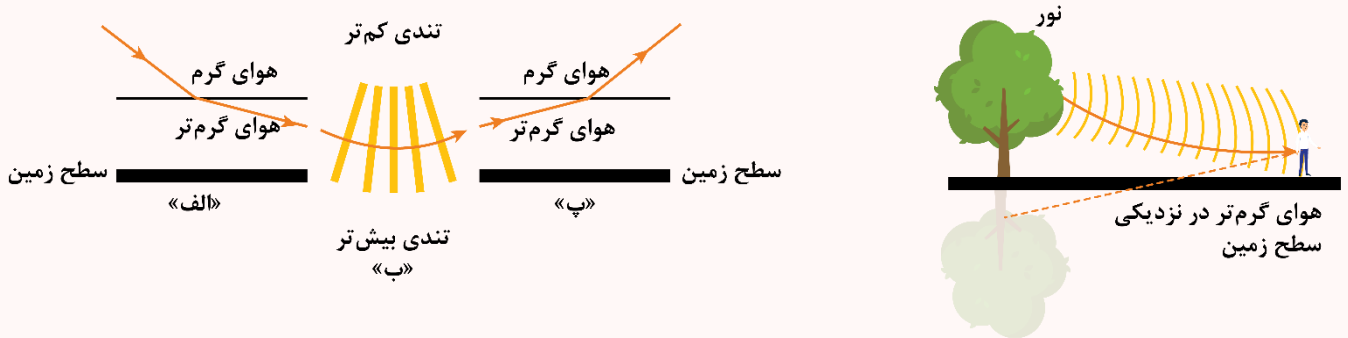 نور
هوای گرم‌تر در نزدیکی
سطح زمین
تندی کم‌تر
هوای گرم
هوای گرم‌تر
هوای گرم
هوای گرم‌تر
سطح زمین
سطح زمین
«پ»
«الف»
تندی بیش‌تر
«ب»